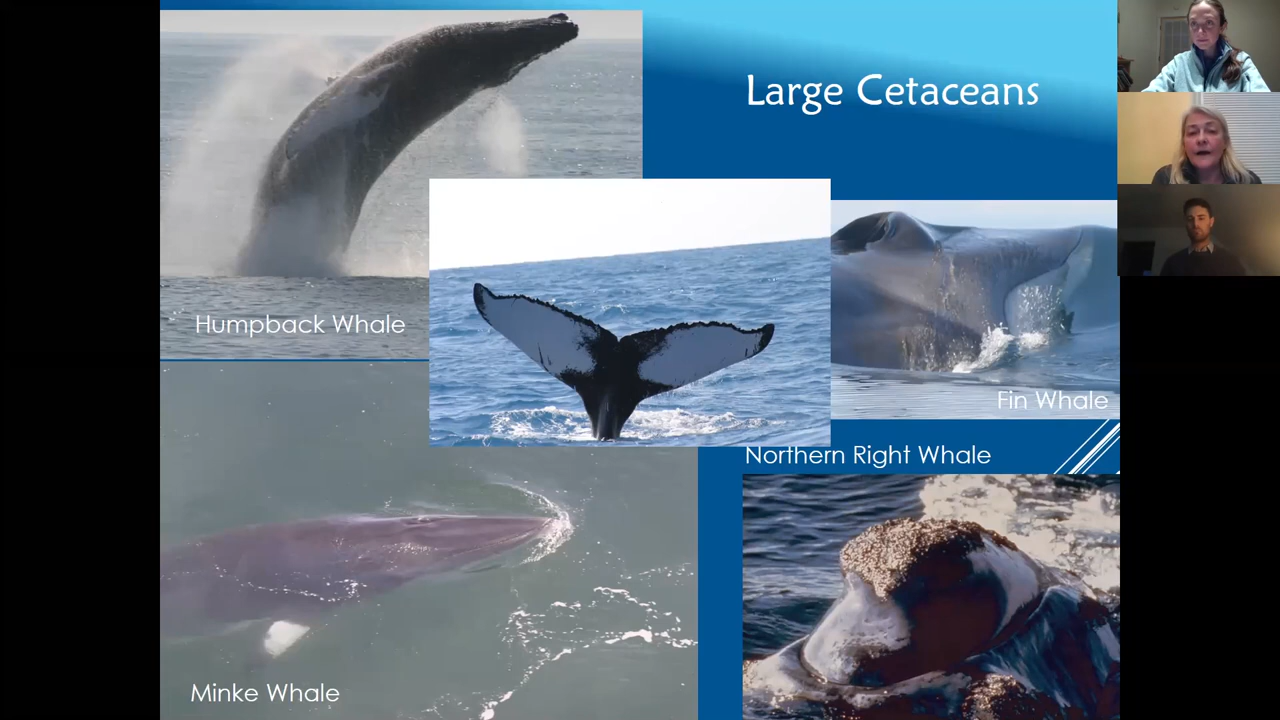 Large Cetaceans
Humpback Whale
Fin Whale
Northern Right Whale
Minke Whale